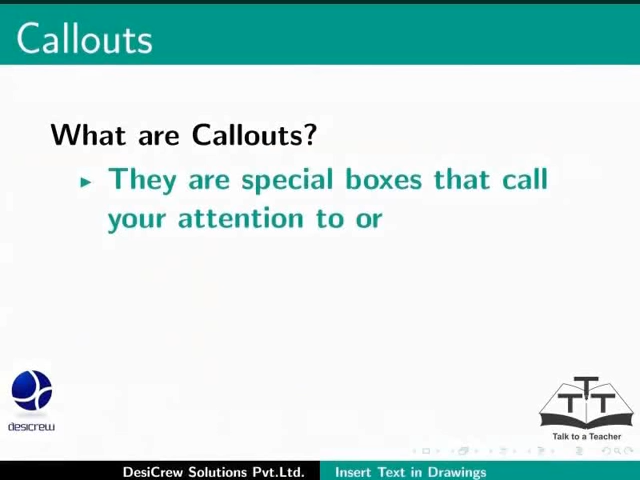 Callouts
What are Callouts?
They are special boxes that call
your attention to or
desicrew
T T T
Talk to a Teacher
DesiCrew Solutions Pvt.Ltd. Insert Text in Drawings